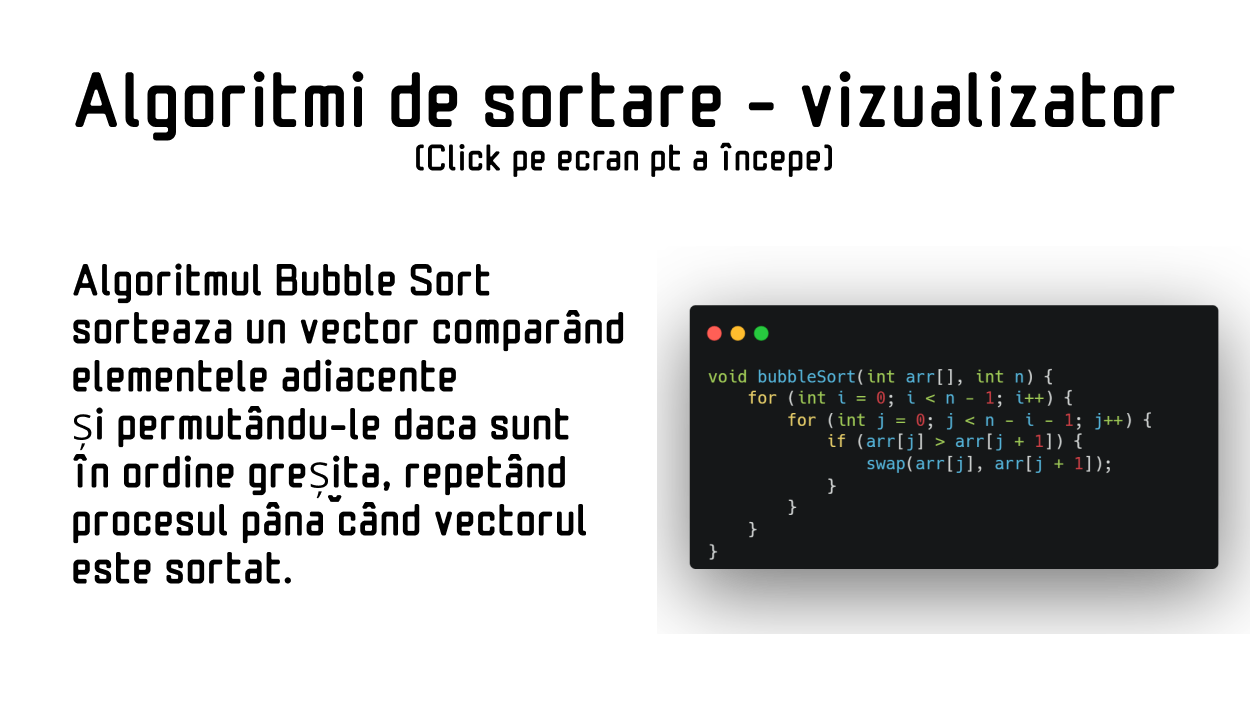 Algoritmi de sortare - vizualizator
(Click pe ecran pt a începe)
Algoritmul Bubble Sort
sorteaza un vector comparând
elementele adiacente
și permutându-le daca sunt
în ordine greșita, repetând
procesul până când vectorul
este sortat.
void bubbleSort(int arr[], int n) {
    for (int i = 0; i < n - 1; i++) {
        for (int j = 0; j < n - i - 1; j++) {
            if (arr[j] > arr[j + 1]) {
                swap(arr[j], arr[j + 1]);
            }
        }
    }
}